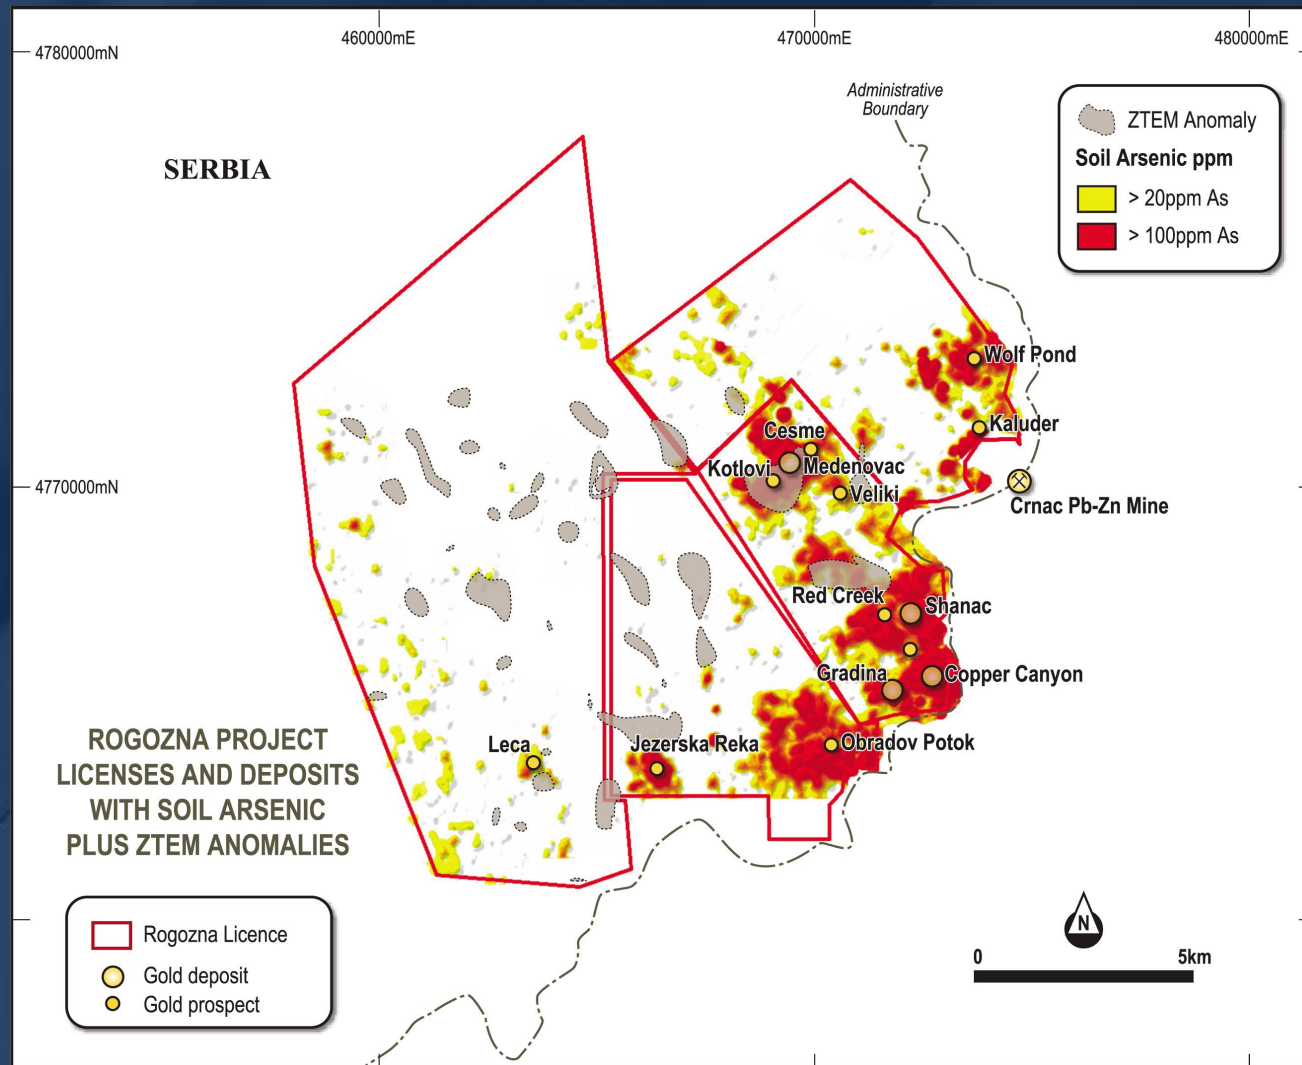 460000mE
470000mE
480000mE
4780000mN
Administrative
Boundary
ZTEM Anomaly
Soil Arsenic ppm
> 20ppm As
> 100ppm As
SERBIA
Wolf Pond
Kaluder
Cesme
Kotlovi
Medenovac
4770000mN
Veliki
Crnac Pb-Zn Mine
Red Creek
Shanac
Gradina
Copper Canyon
Leca
Jezerska Reka
Obradov Potok
ROGOZNA PROJECT
LICENSES AND DEPOSITS
WITH SOIL ARSENIC
PLUS ZTEM ANOMALIES
Rogozna Licence
Gold deposit
Gold prospect
N
0
5km